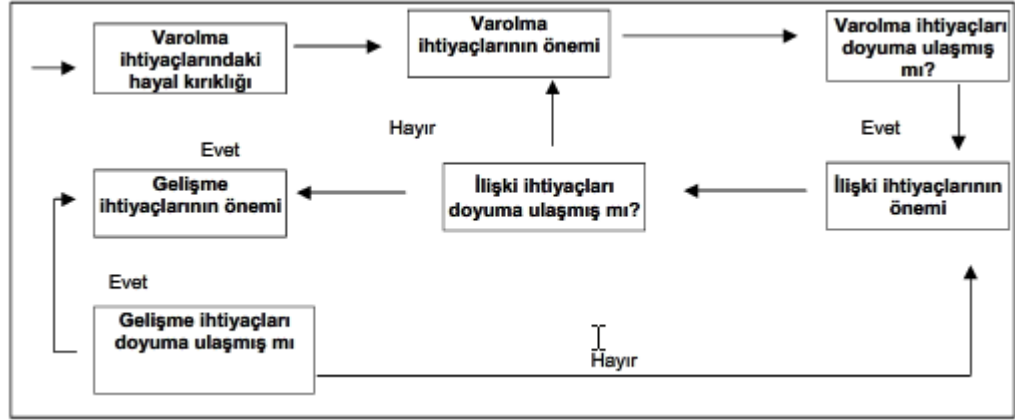 Varolma
ihtiyaçlarındaki
hayal kırıklığı
Varolma
ihtiyaçlarının önemi
Varolma ihtiyaçları
doyuma ulaşmış
mı?
Hayır
Evet
Evet
Gelişme
ihtiyaçlarının önemi
İlişki ihtiyaçları
doyuma ulaşmış mı?
İlişki ihtiyaçlarının
önemi
Evet
Gelişme ihtiyaçları
doyuma ulaşmış mı
Hayır